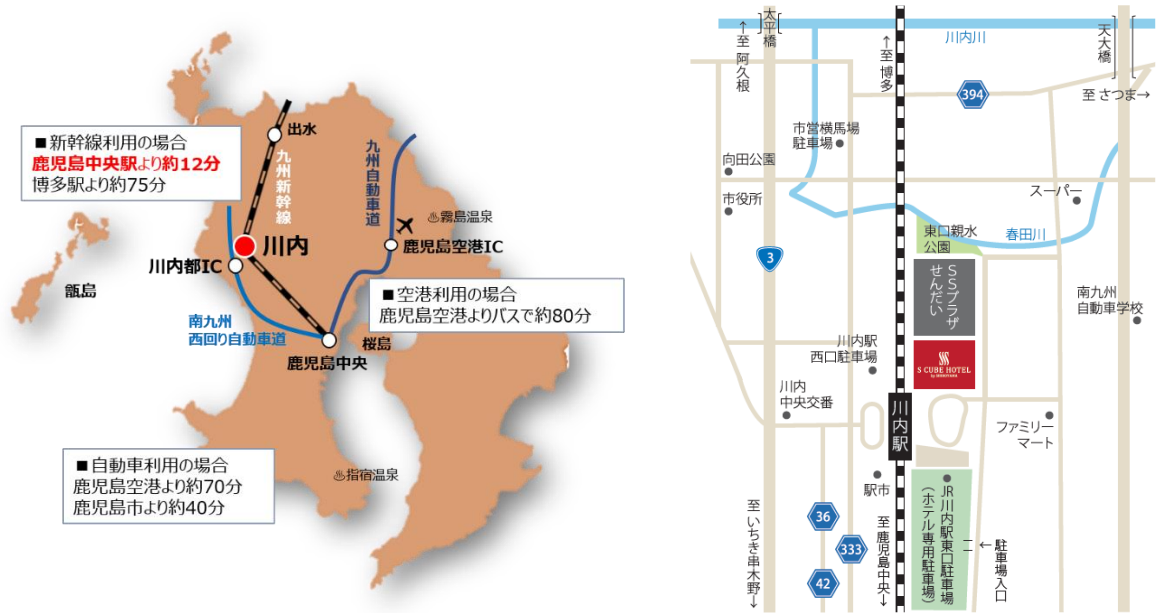 ■新幹線利用の場合
鹿児島中央駅より約12分
博多駅より約75分
出水
九州新幹線
九州自動車道
♨霧島温泉
川内
鹿児島空港IC
川内都IC
甑島
■空港利用の場合
鹿児島空港よりバスで約80分
南九州
西回り自動車道
桜島
鹿児島中央
■自動車利用の場合
鹿児島空港より約70分
鹿児島市より約40分
♨指宿温泉
太平橋
←至 阿久根
←至 博多
川内川
天大橋
394
至 さつま→
市営横馬場
駐車場
向田公園
市役所
スーパー
東口親水
公園
春田川
3
SSプラザ
せんだい
南九州
自動車学校
川内駅
西口駐車場
S CUBE HOTEL
by SHIROYAMA
川内
中央交番
川内駅
ファミリー
マート
駅市
JR川内駅東口駐車場
(ホテル専用駐車場)
←駐車場入口
36
333
42
至 いちき串木野→
至 鹿児島中央→